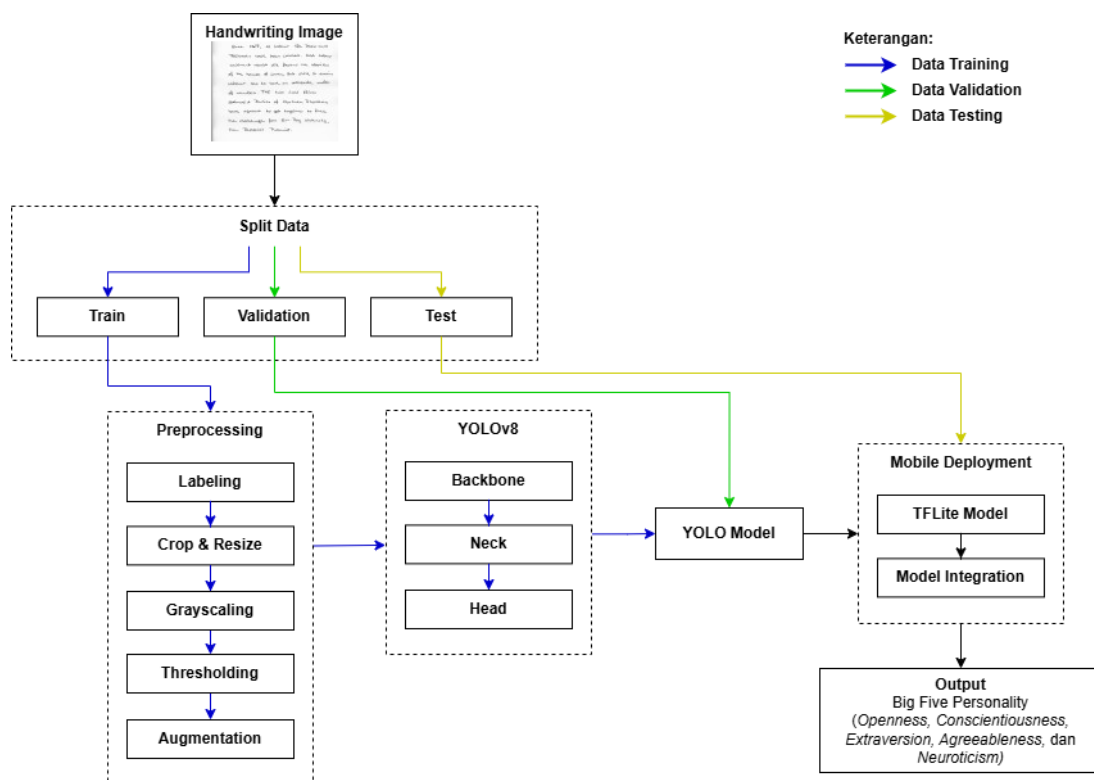 Handwriting Image
Keterangan:
Data Training
Data Validation
Data Testing
Split Data
Train
Validation
Test
Preprocessing
Labeling
Crop & Resize
Grayscaling
Thresholding
Augmentation
YOLOv8
Backbone
Neck
Head
YOLO Model
Mobile Deployment
TFLite Model
Model Integration
Output
Big Five Personality
(Openness, Conscientiousness,
Extraversion, Agreeableness, dan
Neuroticism)